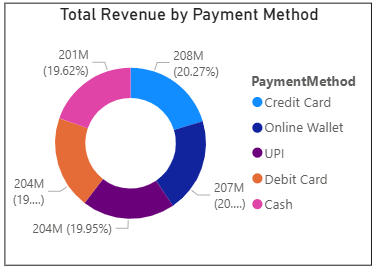 Total Revenue by Payment Method
201M
(19.62%)
208M
(20.27%)
PaymentMethod
Credit Card
Online Wallet
UPI
Debit Card
Cash
204M
(19....)
207M
(20....)
204M (19.95%)